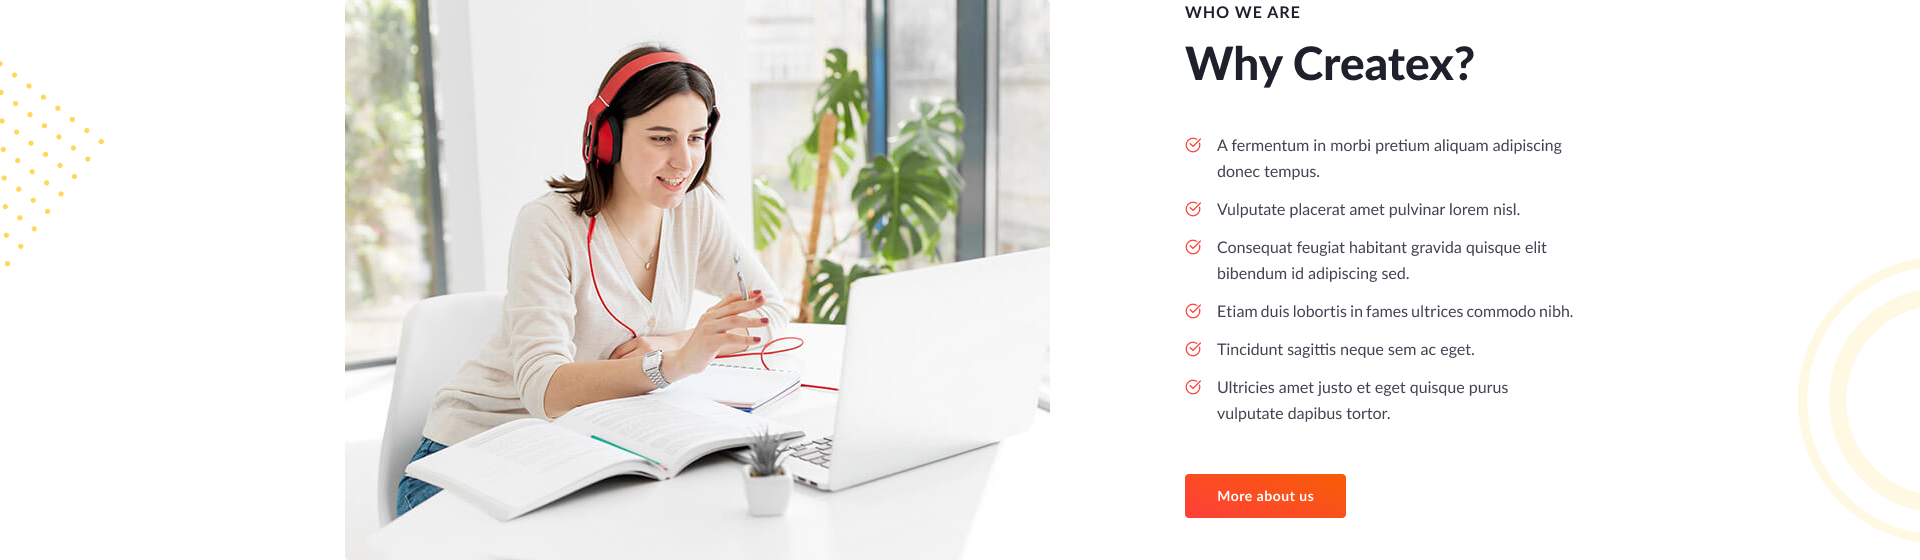 WHO WE ARE
Why Createx?
A fermentum in morbi pretium aliquam adipiscing
donec tempus.
Vulputate placerat amet pulvinar lorem nisl.
Consequat feugiat habitant gravida quisque elit
bibendum id adipiscing sed.
Etiam duis lobortis in fames ultrices commodo nibh.
Tincidunt sagittis neque sem ac eget.
Ultricies amet justo et eget quisque purus
vulputate dapibus tortor.
More about us